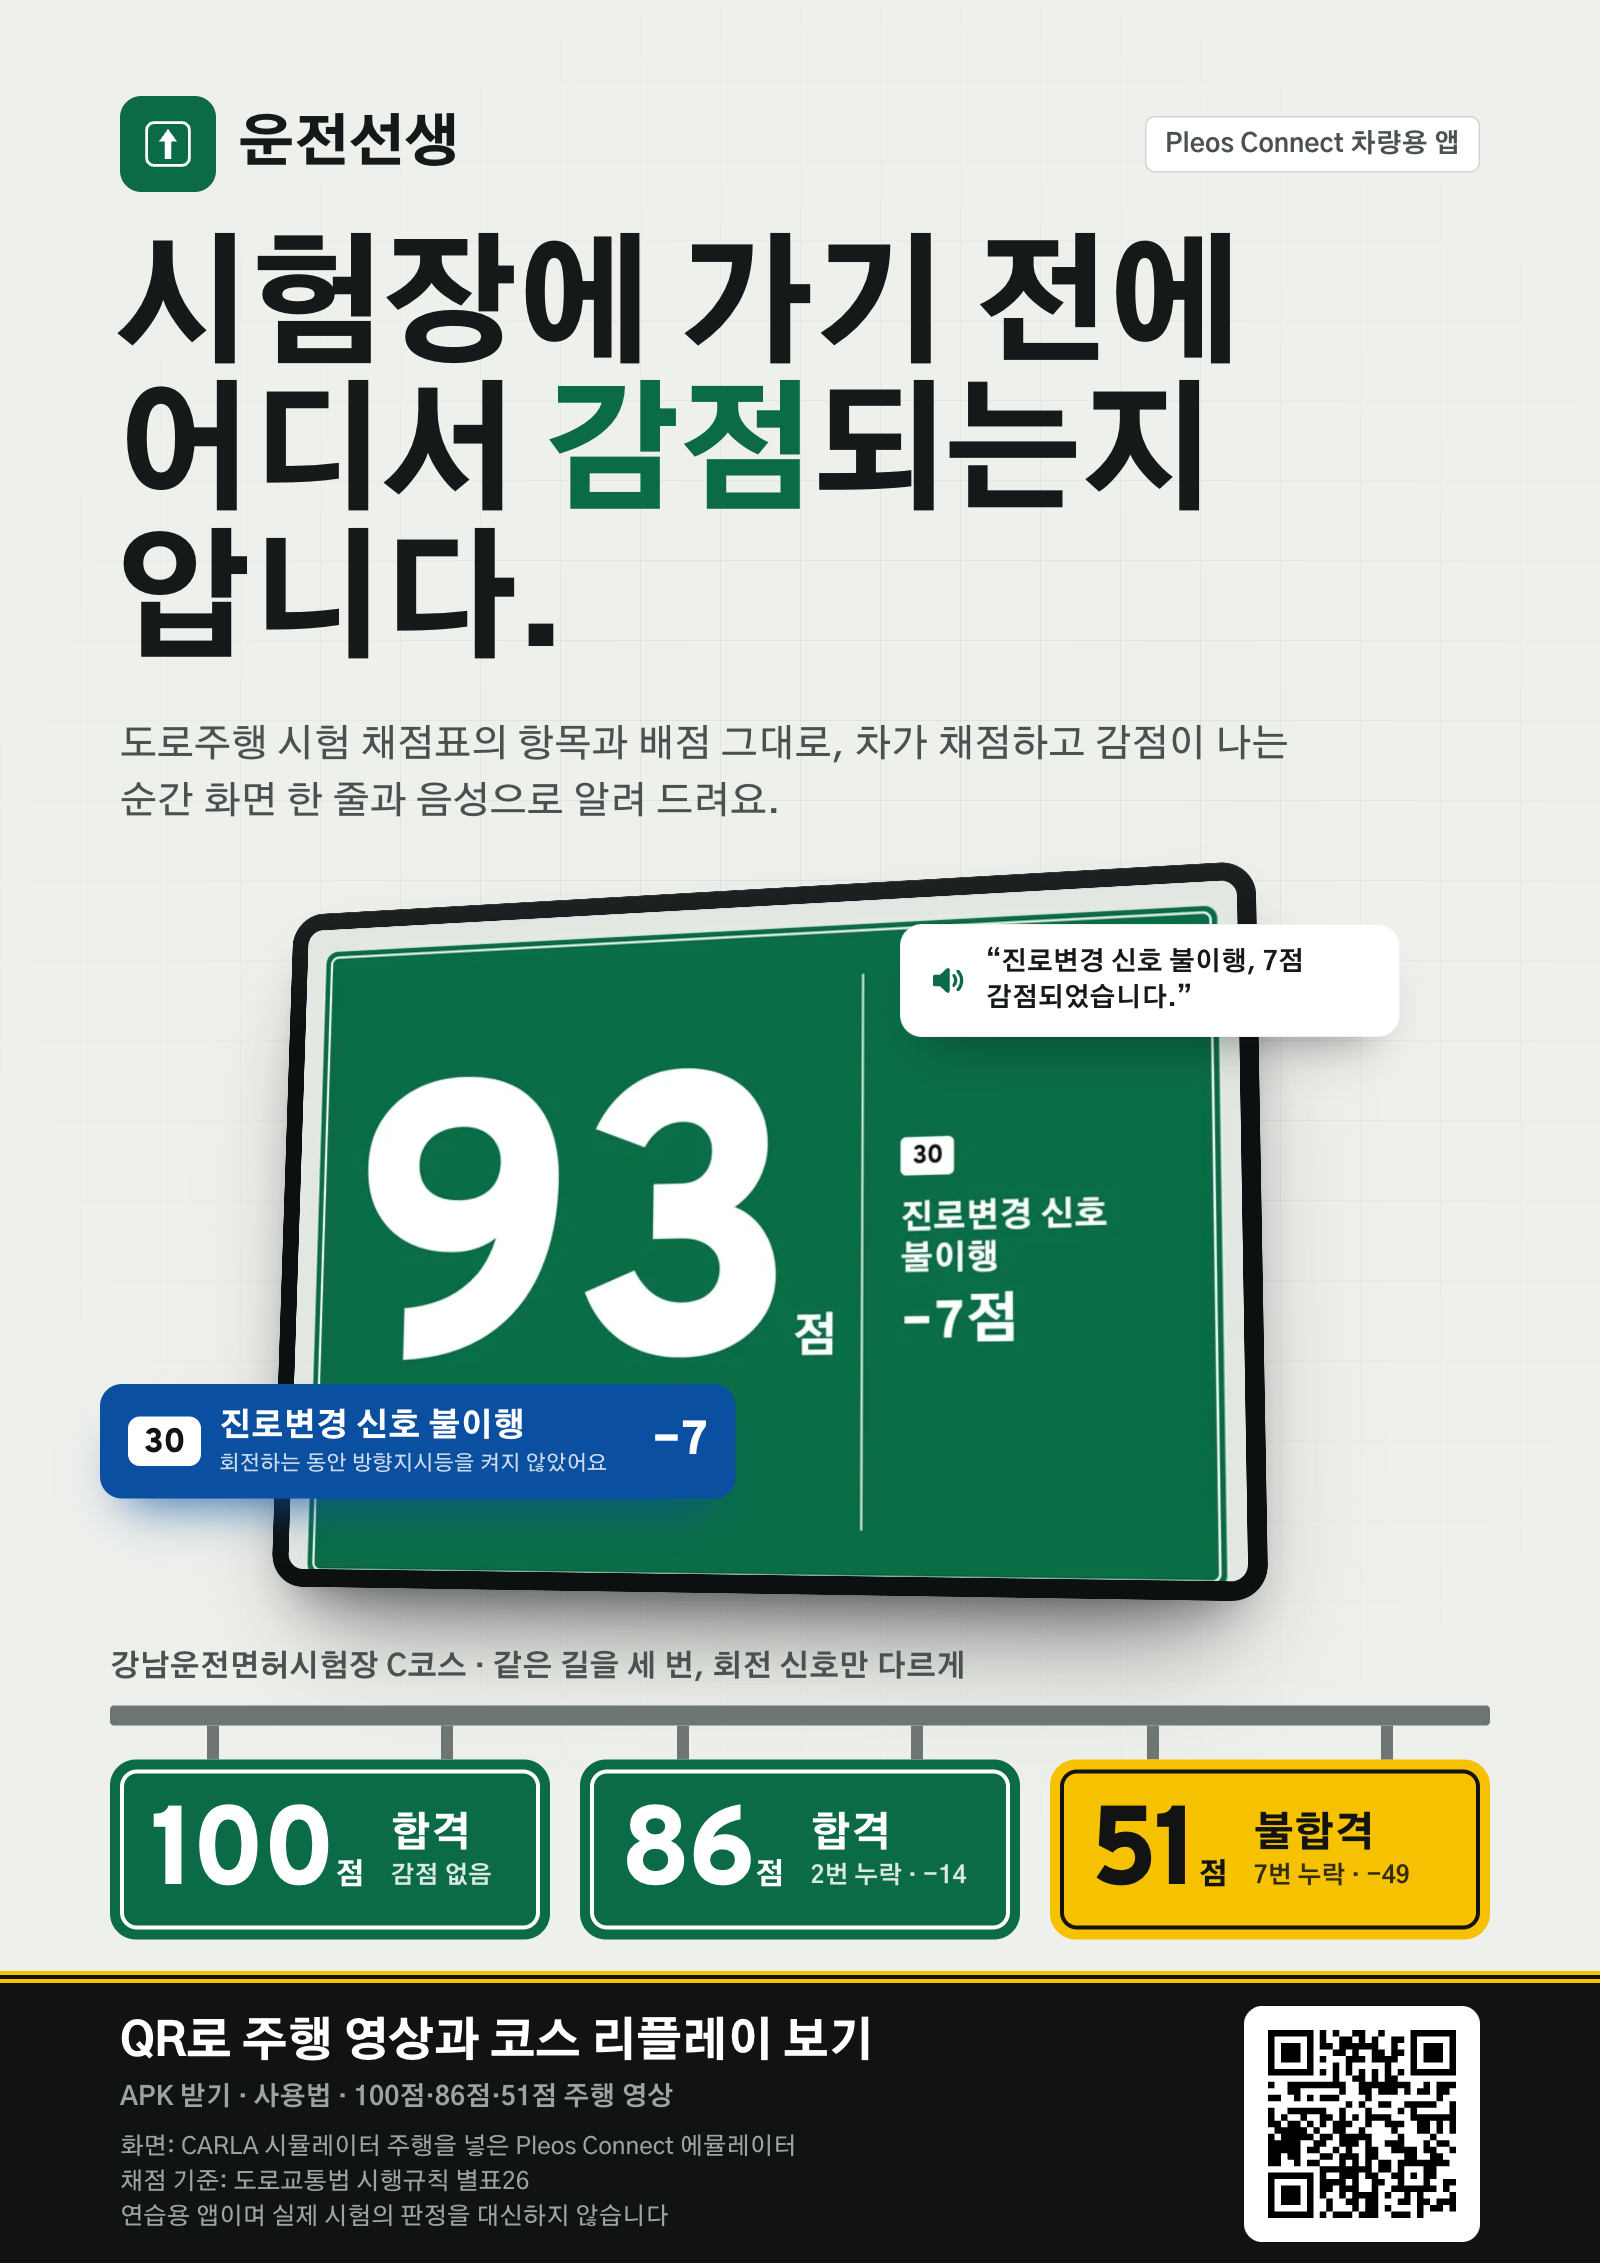 운전선생
Pleos Connect 차량용 앱
시험장에 가기 전에
어디서 감점되는지
압니다.
도로주행 시험 채점표의 항목과 배점 그대로, 차가 채점하고 감점이 나는
순간 화면 한 줄과 음성으로 알려 드려요.
“진로변경 신호 불이행, 7점
감점되었습니다.”
93점
30
진로변경 신호
불이행
-7점
30
진로변경 신호 불이행
회전하는 동안 방향지시등을 켜지 않았어요
-7
강남운전면허시험장 C코스 · 같은 길을 세 번, 회전 신호만 다르게
100점
합격
감점 없음
86점
합격
2번 누락 · -14
51점
불합격
7번 누락 · -49
QR로 주행 영상과 코스 리플레이 보기
APK 받기 · 사용법 · 100점·86점·51점 주행 영상
화면: CARLA 시뮬레이터 주행을 넣은 Pleos Connect 에뮬레이터
채점 기준: 도로교통법 시행규칙 별표26
연습용 앱이며 실제 시험의 판정을 대신하지 않습니다